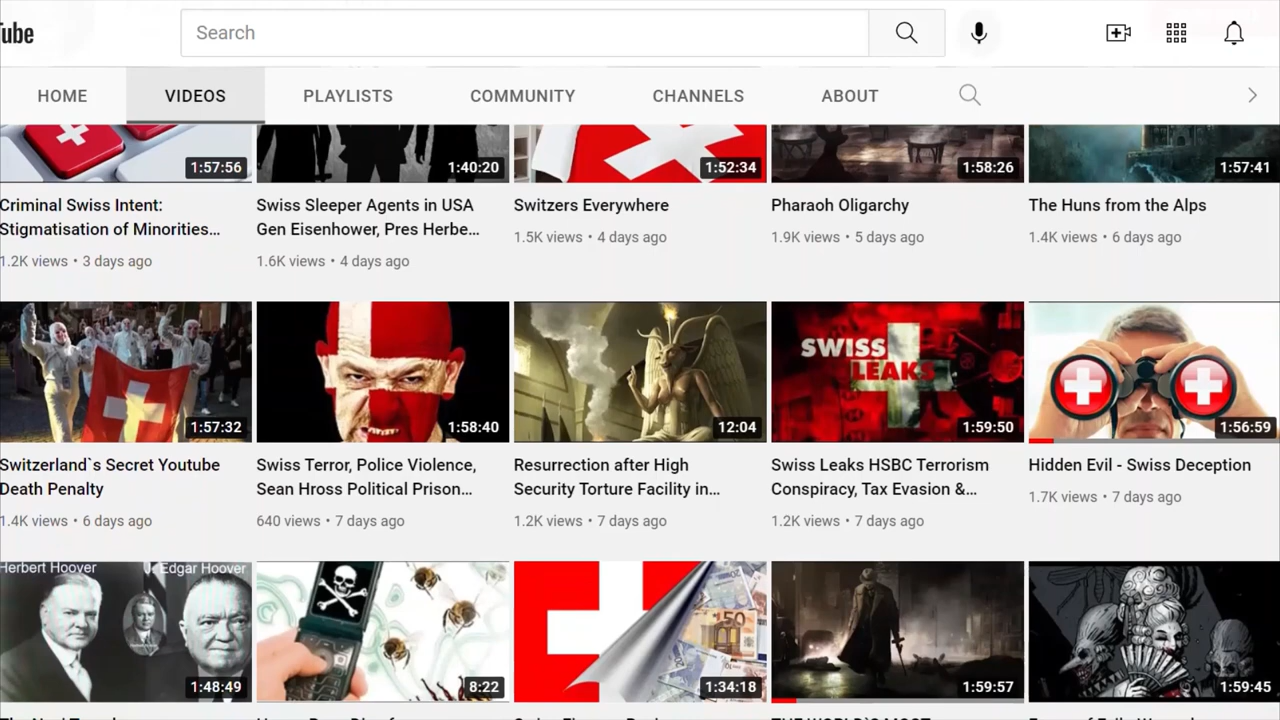 Tube
Search
HOME
VIDEOS
PLAYLISTS
COMMUNITY
CHANNELS
ABOUT
1:57:56
1:40:20
1:52:34
1:58:26
1:57:41
Criminal Swiss Intent:
Stigmatisation of Minorities...
1.2K views • 3 days ago
Swiss Sleeper Agents in USA
Gen Eisenhower, Pres Herbe...
1.6K views • 4 days ago
Switzers Everywhere
1.5K views • 4 days ago
Pharaoh Oligarchy
1.9K views • 5 days ago
The Huns from the Alps
1.4K views • 6 days ago
1:57:32
1:58:40
12:04
SWISS
LEAKS
1:59:50
1:56:59
Switzerland`s Secret Youtube
Death Penalty
1.4K views • 6 days ago
Swiss Terror, Police Violence,
Sean Hross Political Prison...
640 views • 7 days ago
Resurrection after High
Security Torture Facility in...
1.2K views • 7 days ago
Swiss Leaks HSBC Terrorism
Conspiracy, Tax Evasion &...
1.2K views • 7 days ago
Hidden Evil - Swiss Deception
1.7K views • 7 days ago
Herbert Hoover
J. Edgar Hoover
1:48:49
8:22
50
1:34:18
1:59:57
1:59:45